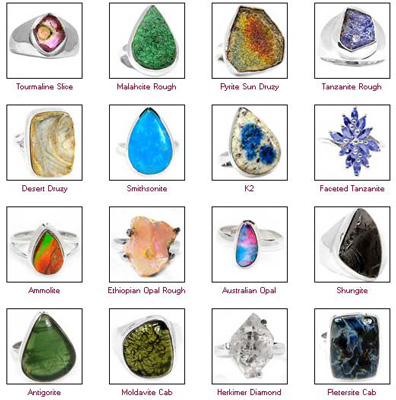 Tourmaline Slice
Malahcite Rough
Pyrite Sun Druzy
Tanzanite Rough
Desert Druzy
Smithsonite
K2
Faceted Tanzanite
Ammolite
Ethiopian Opal Rough
Australian Opal
Shungite
Antigorite
Moldavite Cab
Herkimer Diamond
Pietersite Cab